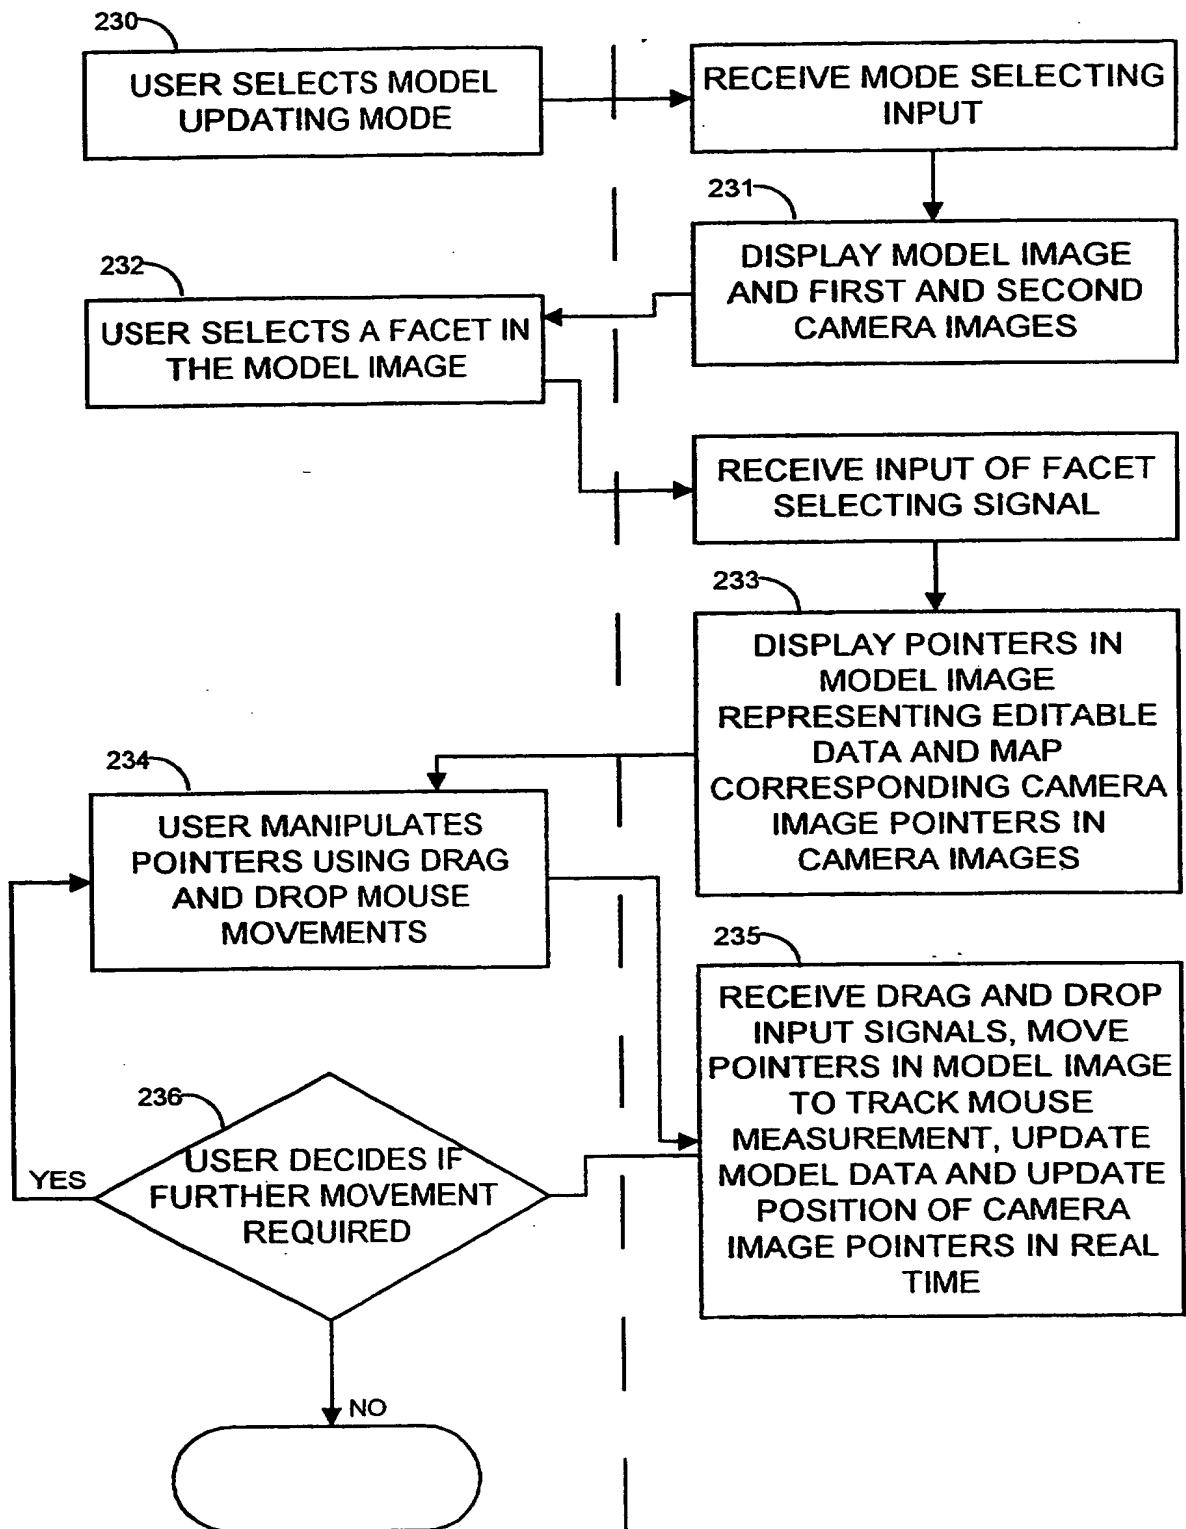 230
USER SELECTS MODEL
UPDATING MODE
RECEIVE MODE SELECTING
INPUT
231
DISPLAY MODEL IMAGE
AND FIRST AND SECOND
CAMERA IMAGES
232
USER SELECTS A FACET IN
THE MODEL IMAGE
RECEIVE INPUT OF FACET
SELECTING SIGNAL
233
DISPLAY POINTERS IN
MODEL IMAGE
REPRESENTING EDITABLE
DATA AND MAP
CORRESPONDING CAMERA
IMAGE POINTERS IN
CAMERA IMAGES
234
USER MANIPULATES
POINTERS USING DRAG
AND DROP MOUSE
MOVEMENTS
235
RECEIVE DRAG AND DROP
INPUT SIGNALS, MOVE
POINTERS IN MODEL IMAGE
TO TRACK MOUSE
MEASUREMENT, UPDATE
MODEL DATA AND UPDATE
POSITION OF CAMERA
IMAGE POINTERS IN REAL
TIME
236
USER DECIDES IF
FURTHER MOVEMENT
REQUIRED
YES
NO